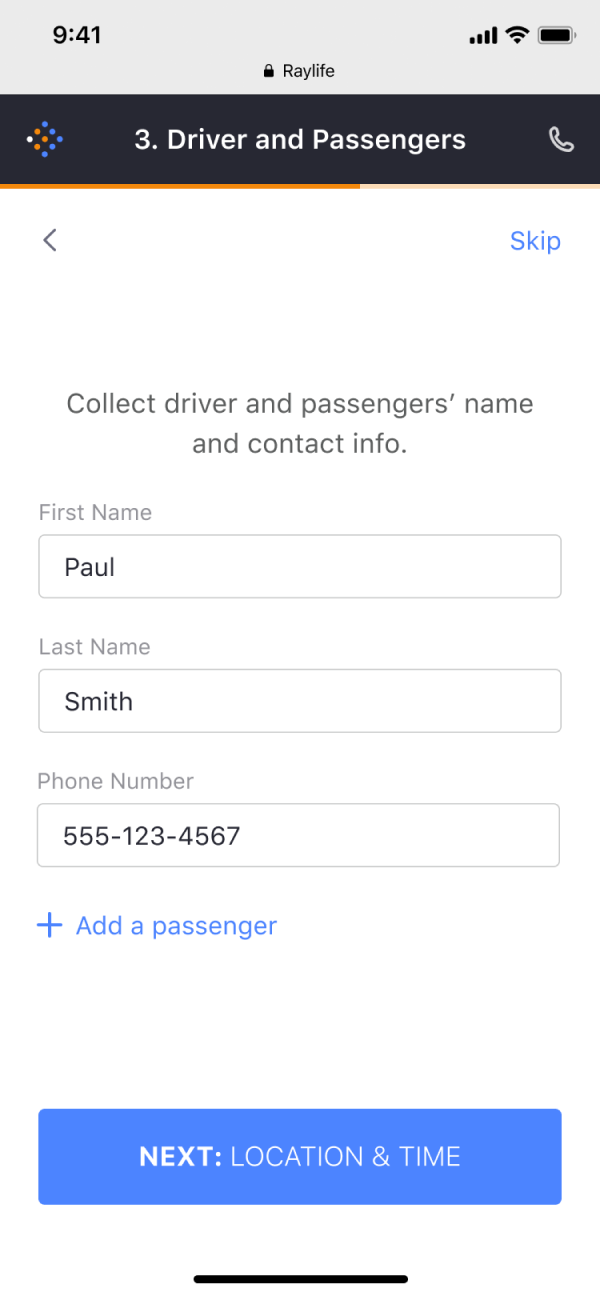 9:41
Raylife
3. Driver and Passengers
Skip
Collect driver and passengers’ name
and contact info.
First Name
Paul
Last Name
Smith
Phone Number
555-123-4567
Add a passenger
NEXT: LOCATION & TIME